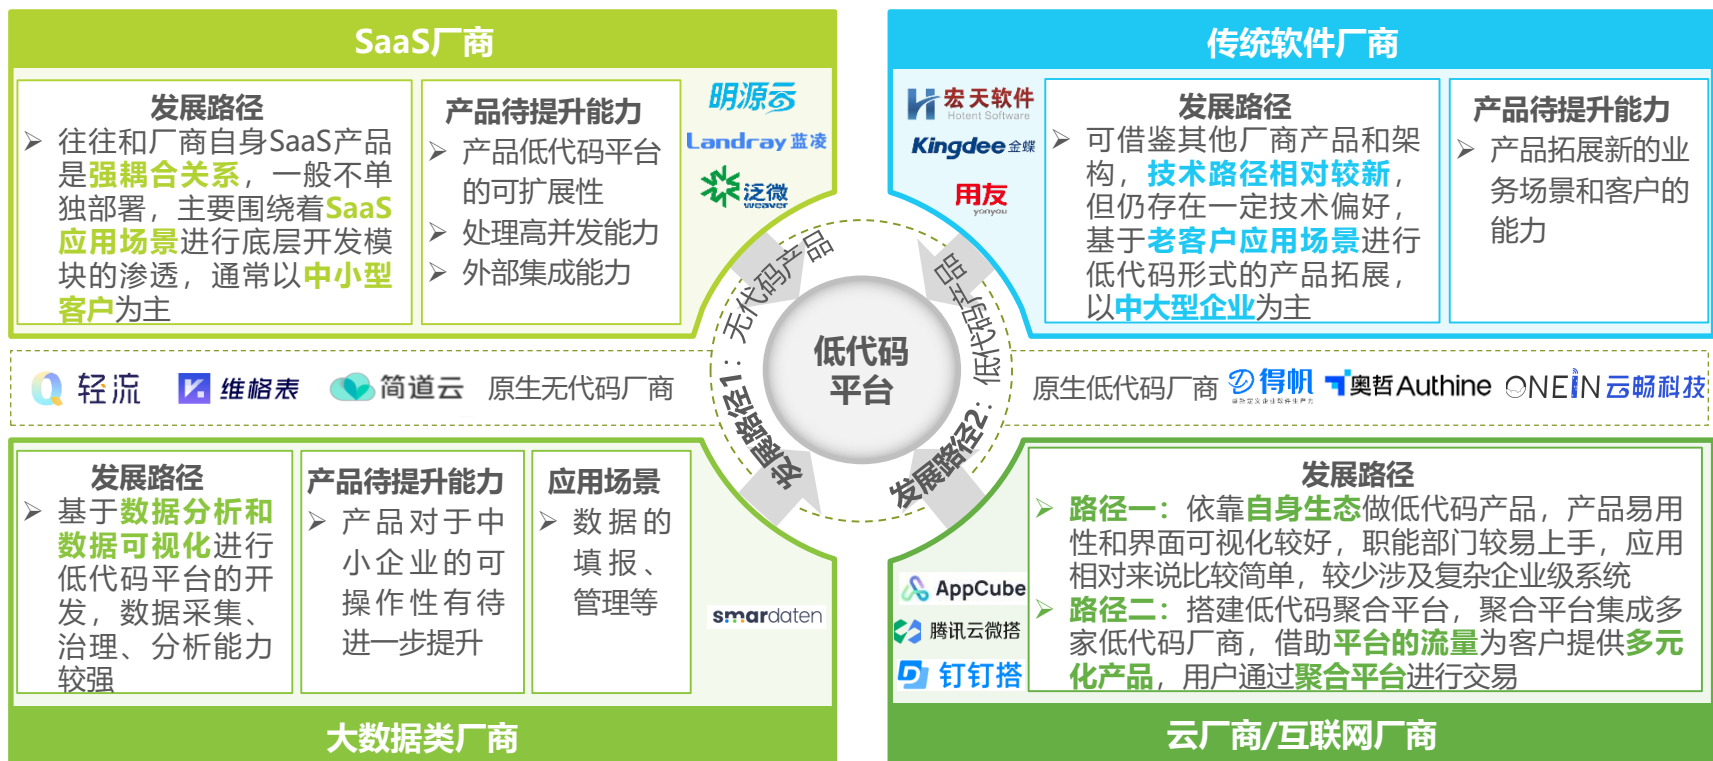 SaaS厂商
发展路径
往往和厂商自身SaaS产品
是强耦合关系，一般不单
独部署，主要围绕着SaaS
应用场景进行底层开发模
块的渗透，通常以中小型
客户为主
产品待提升能力
产品低代码平台
的可扩展性
处理高并发能力
外部集成能力
明源云
Landray 蓝凌
泛微
weaver
传统软件厂商
宏天软件
Hotent Software
Kingdee 金蝶
用友
yonyou
发展路径
可借鉴其他厂商产品和架
构，技术路径相对较新，
但仍存在一定技术偏好，
基于老客户应用场景进行
低代码形式的产品拓展，
以中大型企业为主
产品待提升能力
产品拓展新的业
务场景和客户的
能力
发展路径1：无代码产品
低代码
平台
发展路径2：低代码产品
轻流
维格表
简道云
原生无代码厂商
原生低代码厂商
得帆
重新定义企业软件生产力
奥哲Authine
ONEIN云畅科技
发展路径
基于数据分析和
数据可视化进行
低代码平台的开
发，数据采集、
治理、分析能力
较强
产品待提升能力
产品对于中
小企业的可
操作性有待
进一步提升
应用场景
数据的
填报、
管理等
smardaten
大数据类厂商
AppCube
腾讯云微搭
钉钉搭
发展路径
路径一：依靠自身生态做低代码产品，产品易用
性和界面可视化较好，职能部门较易上手，应用
相对来说比较简单，较少涉及复杂企业级系统
路径二：搭建低代码聚合平台，聚合平台集成多
家低代码厂商，借助平台的流量为客户提供多元
化产品，用户通过聚合平台进行交易
云厂商/互联网厂商